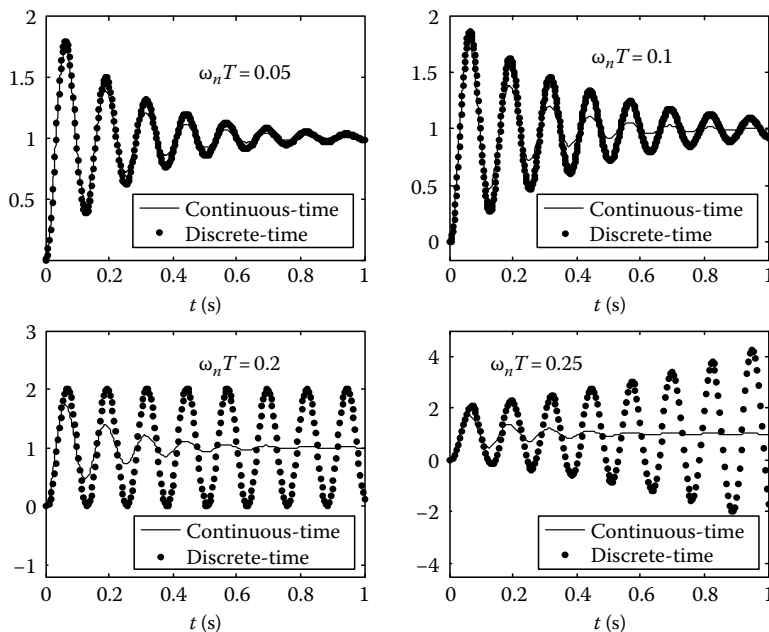 2
1.5
1
0.5
0
0.2
0.4
0.6
0.8
1
t (s)
ωnT = 0.05
Continuous-time
Discrete-time
2
1.5
1
0.5
0
0
0.2
0.4
0.6
0.8
1
t (s)
ωnT = 0.1
Continuous-time
Discrete-time
3
2
1
0
−1
0
0.2
0.4
0.6
0.8
1
t (s)
ωnT = 0.2
Continuous-time
Discrete-time
4
2
0
−2
−4
0
0.2
0.4
0.6
0.8
1
t (s)
ωnT = 0.25
Continuous-time
Discrete-time